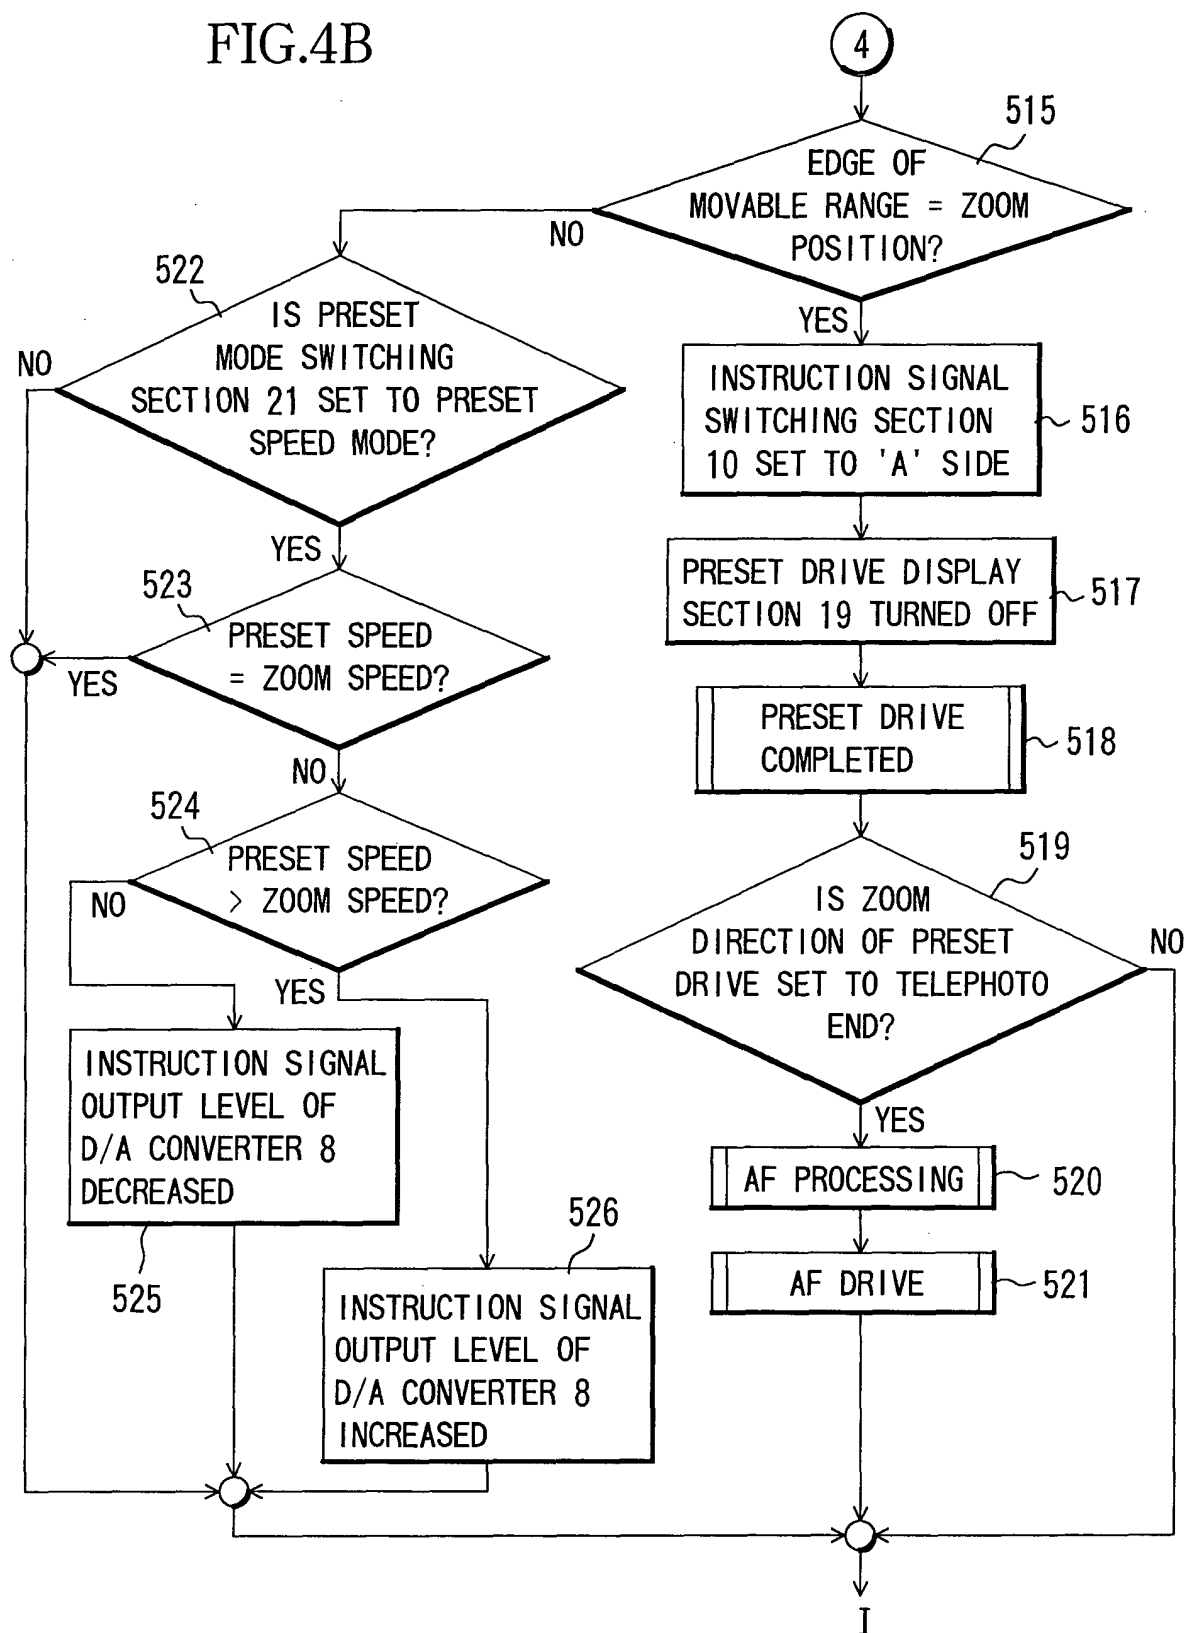 FIG.4B
4
515
EDGE OF
MOVABLE RANGE = ZOOM
POSITION?
NO
YES
522
IS PRESET
MODE SWITCHING
SECTION 21 SET TO PRESET
SPEED MODE?
NO
YES
INSTRUCTION SIGNAL
SWITCHING SECTION
10 SET TO 'A' SIDE
516
PRESET DRIVE DISPLAY
SECTION 19 TURNED OFF
517
523
PRESET SPEED
= ZOOM SPEED?
YES
NO
PRESET DRIVE
COMPLETED
518
524
PRESET SPEED
> ZOOM SPEED?
NO
YES
519
IS ZOOM
DIRECTION OF PRESET
DRIVE SET TO TELEPHOTO
END?
NO
YES
INSTRUCTION SIGNAL
OUTPUT LEVEL OF
D/A CONVERTER 8
DECREASED
525
AF PROCESSING
520
526
INSTRUCTION SIGNAL
OUTPUT LEVEL OF
D/A CONVERTER 8
INCREASED
AF DRIVE
521